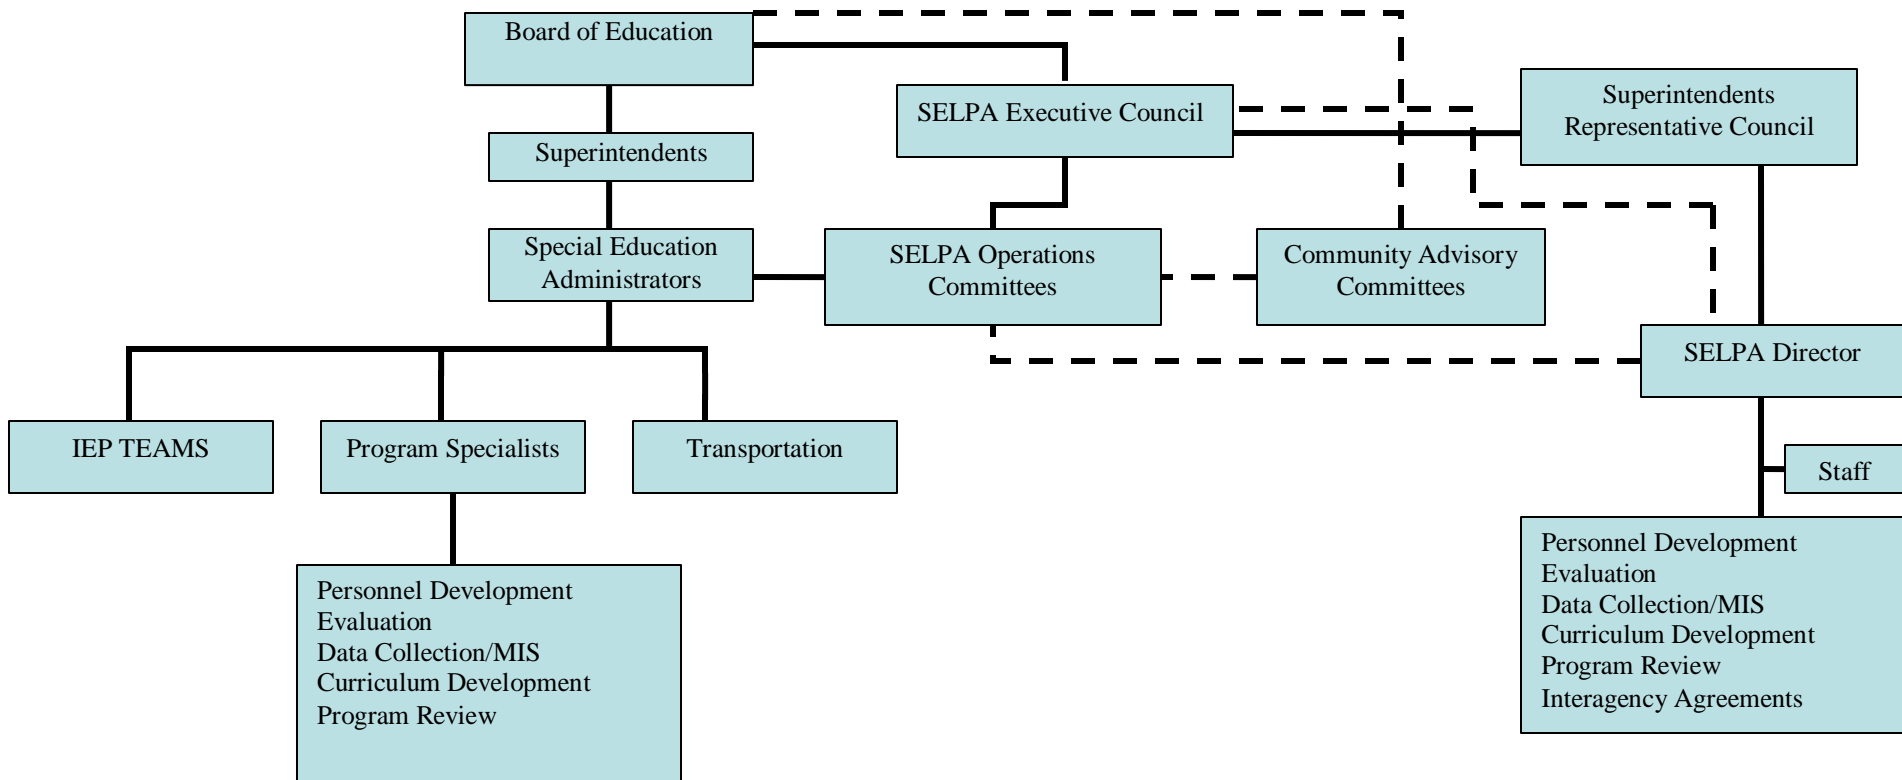 Board of Education
SELPA Executive Council
Superintendents
Representative Council
Superintendents
Special Education
Administrators
SELPA Operations
Committees
Community Advisory
Committees
SELPA Director
IEP TEAMS
Program Specialists
Transportation
Staff
Personnel Development
Evaluation
Data Collection/MIS
Curriculum Development
Program Review
Personnel Development
Evaluation
Data Collection/MIS
Curriculum Development
Program Review
Interagency Agreements